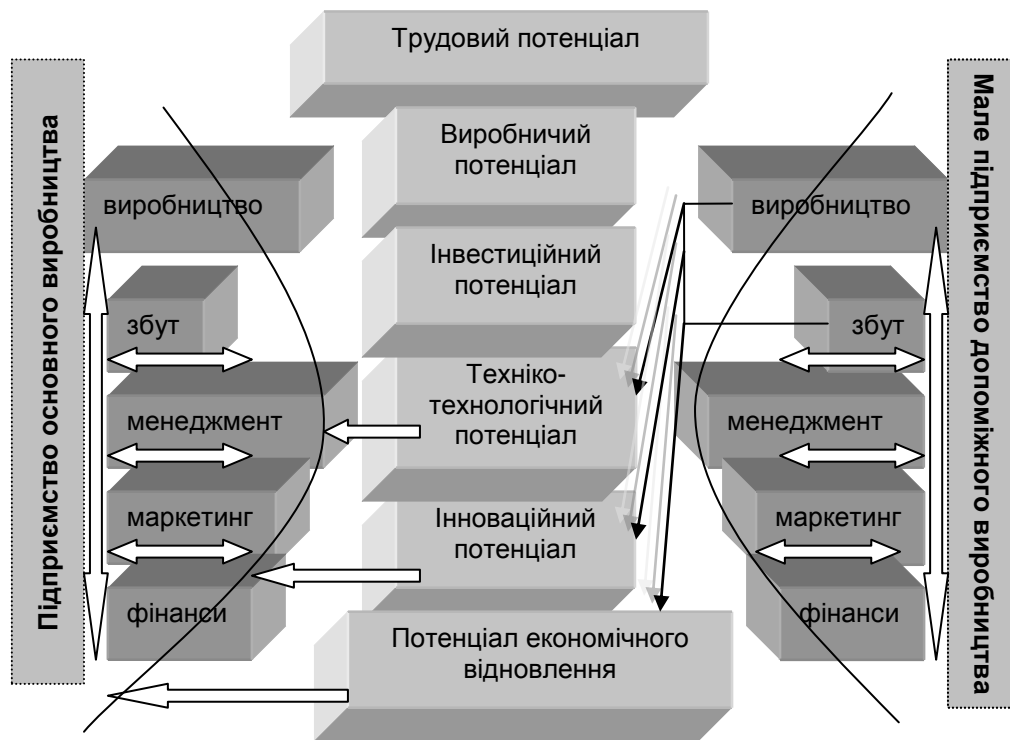 Підприємство основного виробництва
виробництво
збут
менеджмент
маркетинг
фінанси
Трудовий потенціал
Виробничий
потенціал
Інвестиційний
потенціал
Техніко-
технологічний
потенціал
Інноваційний
потенціал
Потенціал економічного
відновлення
виробництво
збут
менеджмент
маркетинг
фінанси
Мале підприємство допоміжного виробництва